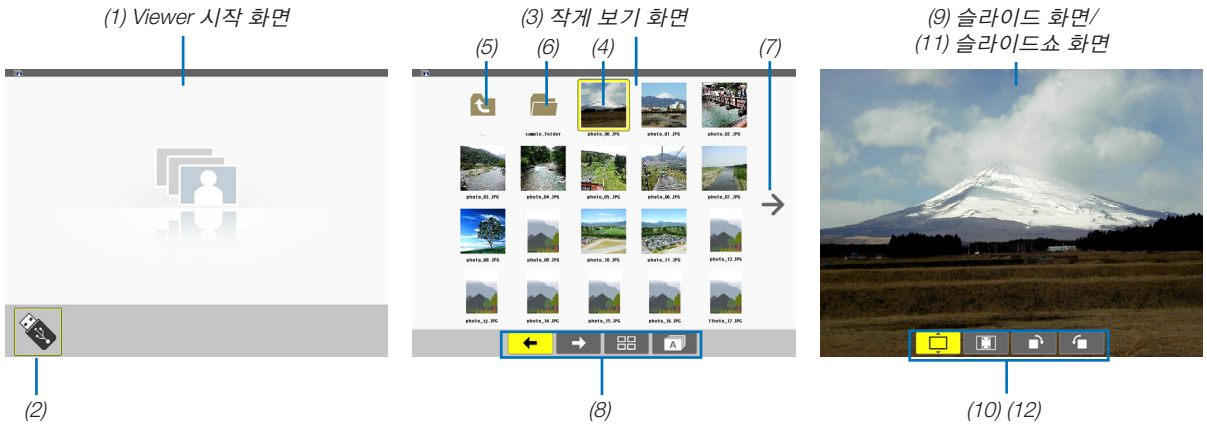 (1) Viewer 시작 화면
(3) 작게 보기 화면
(9) 슬라이드 화면/
(11) 슬라이드쇼 화면
(5)
(6)
(4)
(7)
..
sample_folder
photo_00.JPG
photo_01.JPG
photo_02.JPG
photo_03.JPG
photo_04.JPG
photo_05.JPG
photo_06.JPG
photo_07.JPG
photo_08.JPG
photo_09.JPG
photo_10.JPG
photo_11.JPG
photo_12.JPG
photo_13.JPG
photo_14.JPG
photo_15.JPG
photo_16.JPG
A
(2)
(8)
(10) (12)